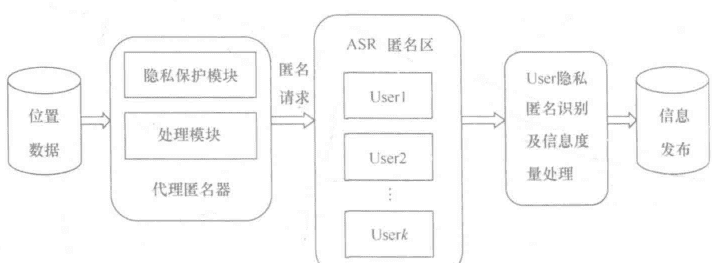 位置
数据
隐私保护模块
处理模块
代理匿名器
匿名
请求
ASR 匿名区
User1
User2
⋮
Userk
User隐私
匿名识别
及信息度
量处理
信息
发布